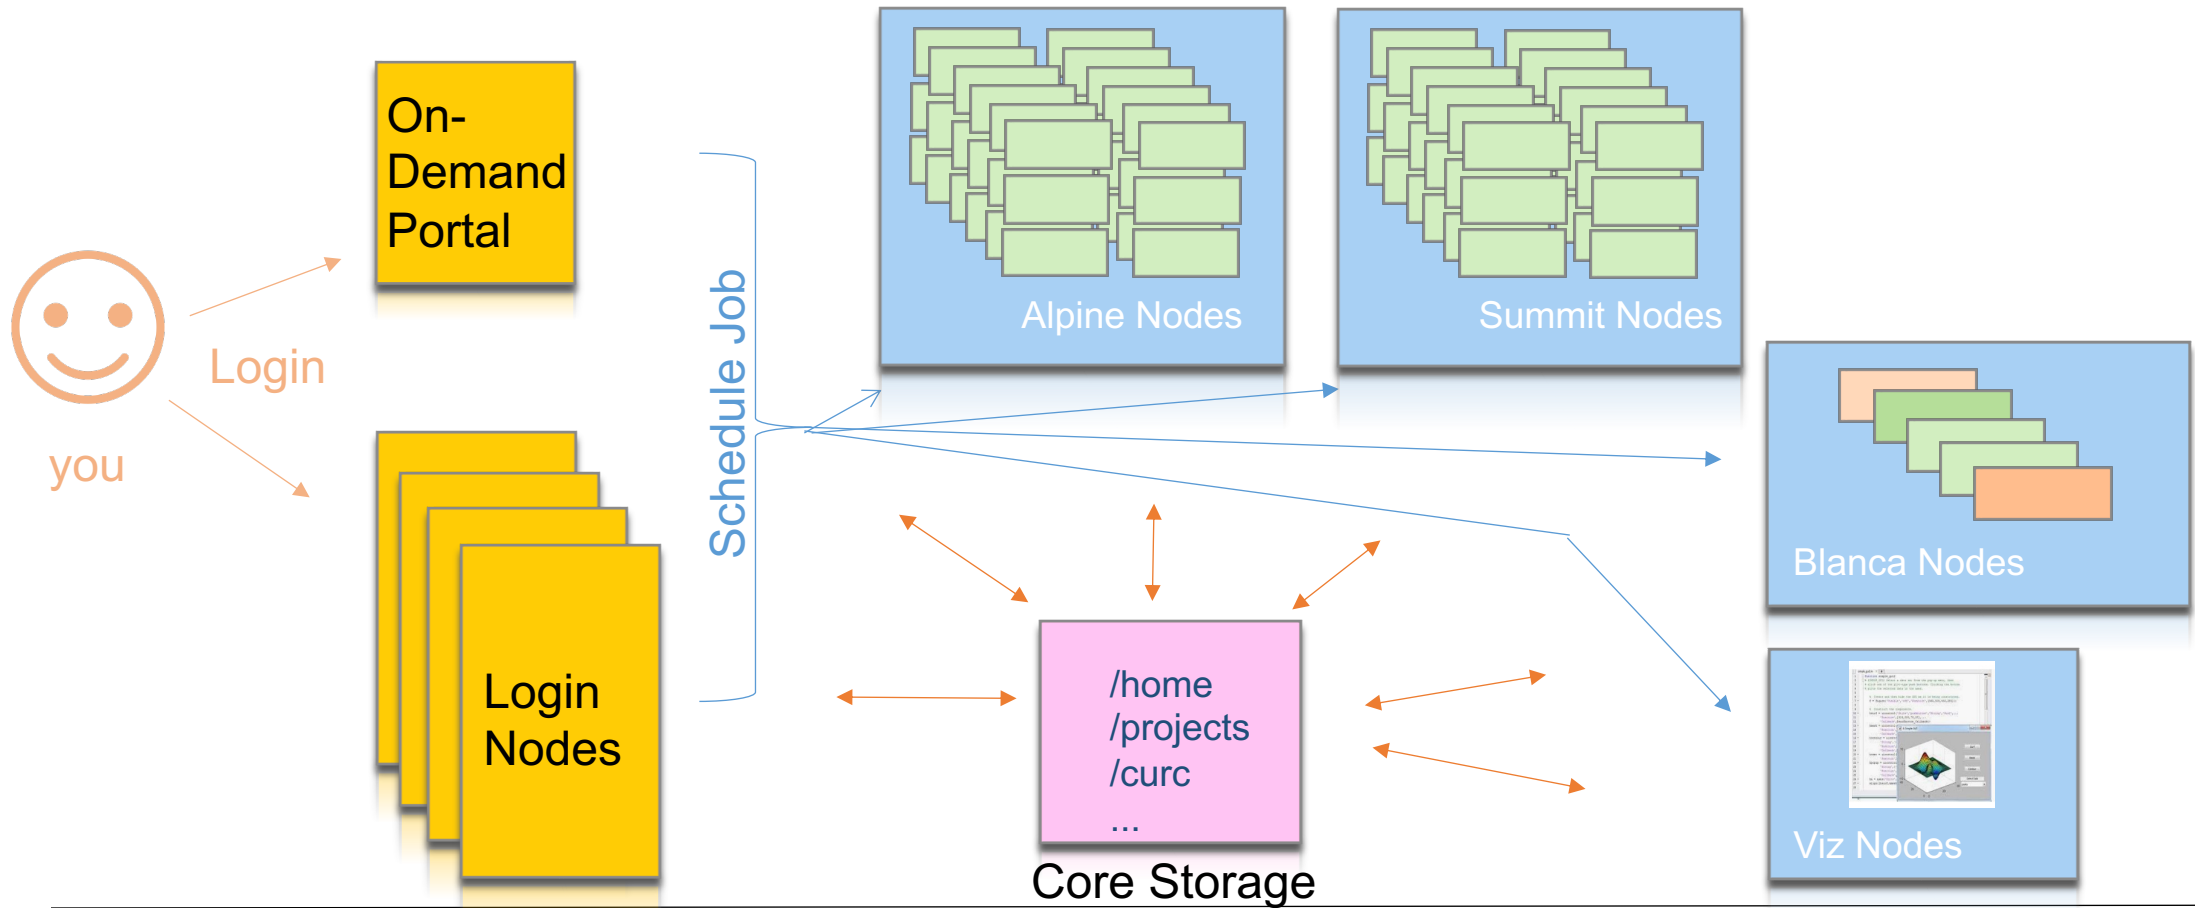 you
Login
On-
Demand
Portal
Login
Nodes
Schedule Job
Alpine Nodes
Summit Nodes
Blanca Nodes
Viz Nodes
/home
/projects
/curc
...
Core Storage